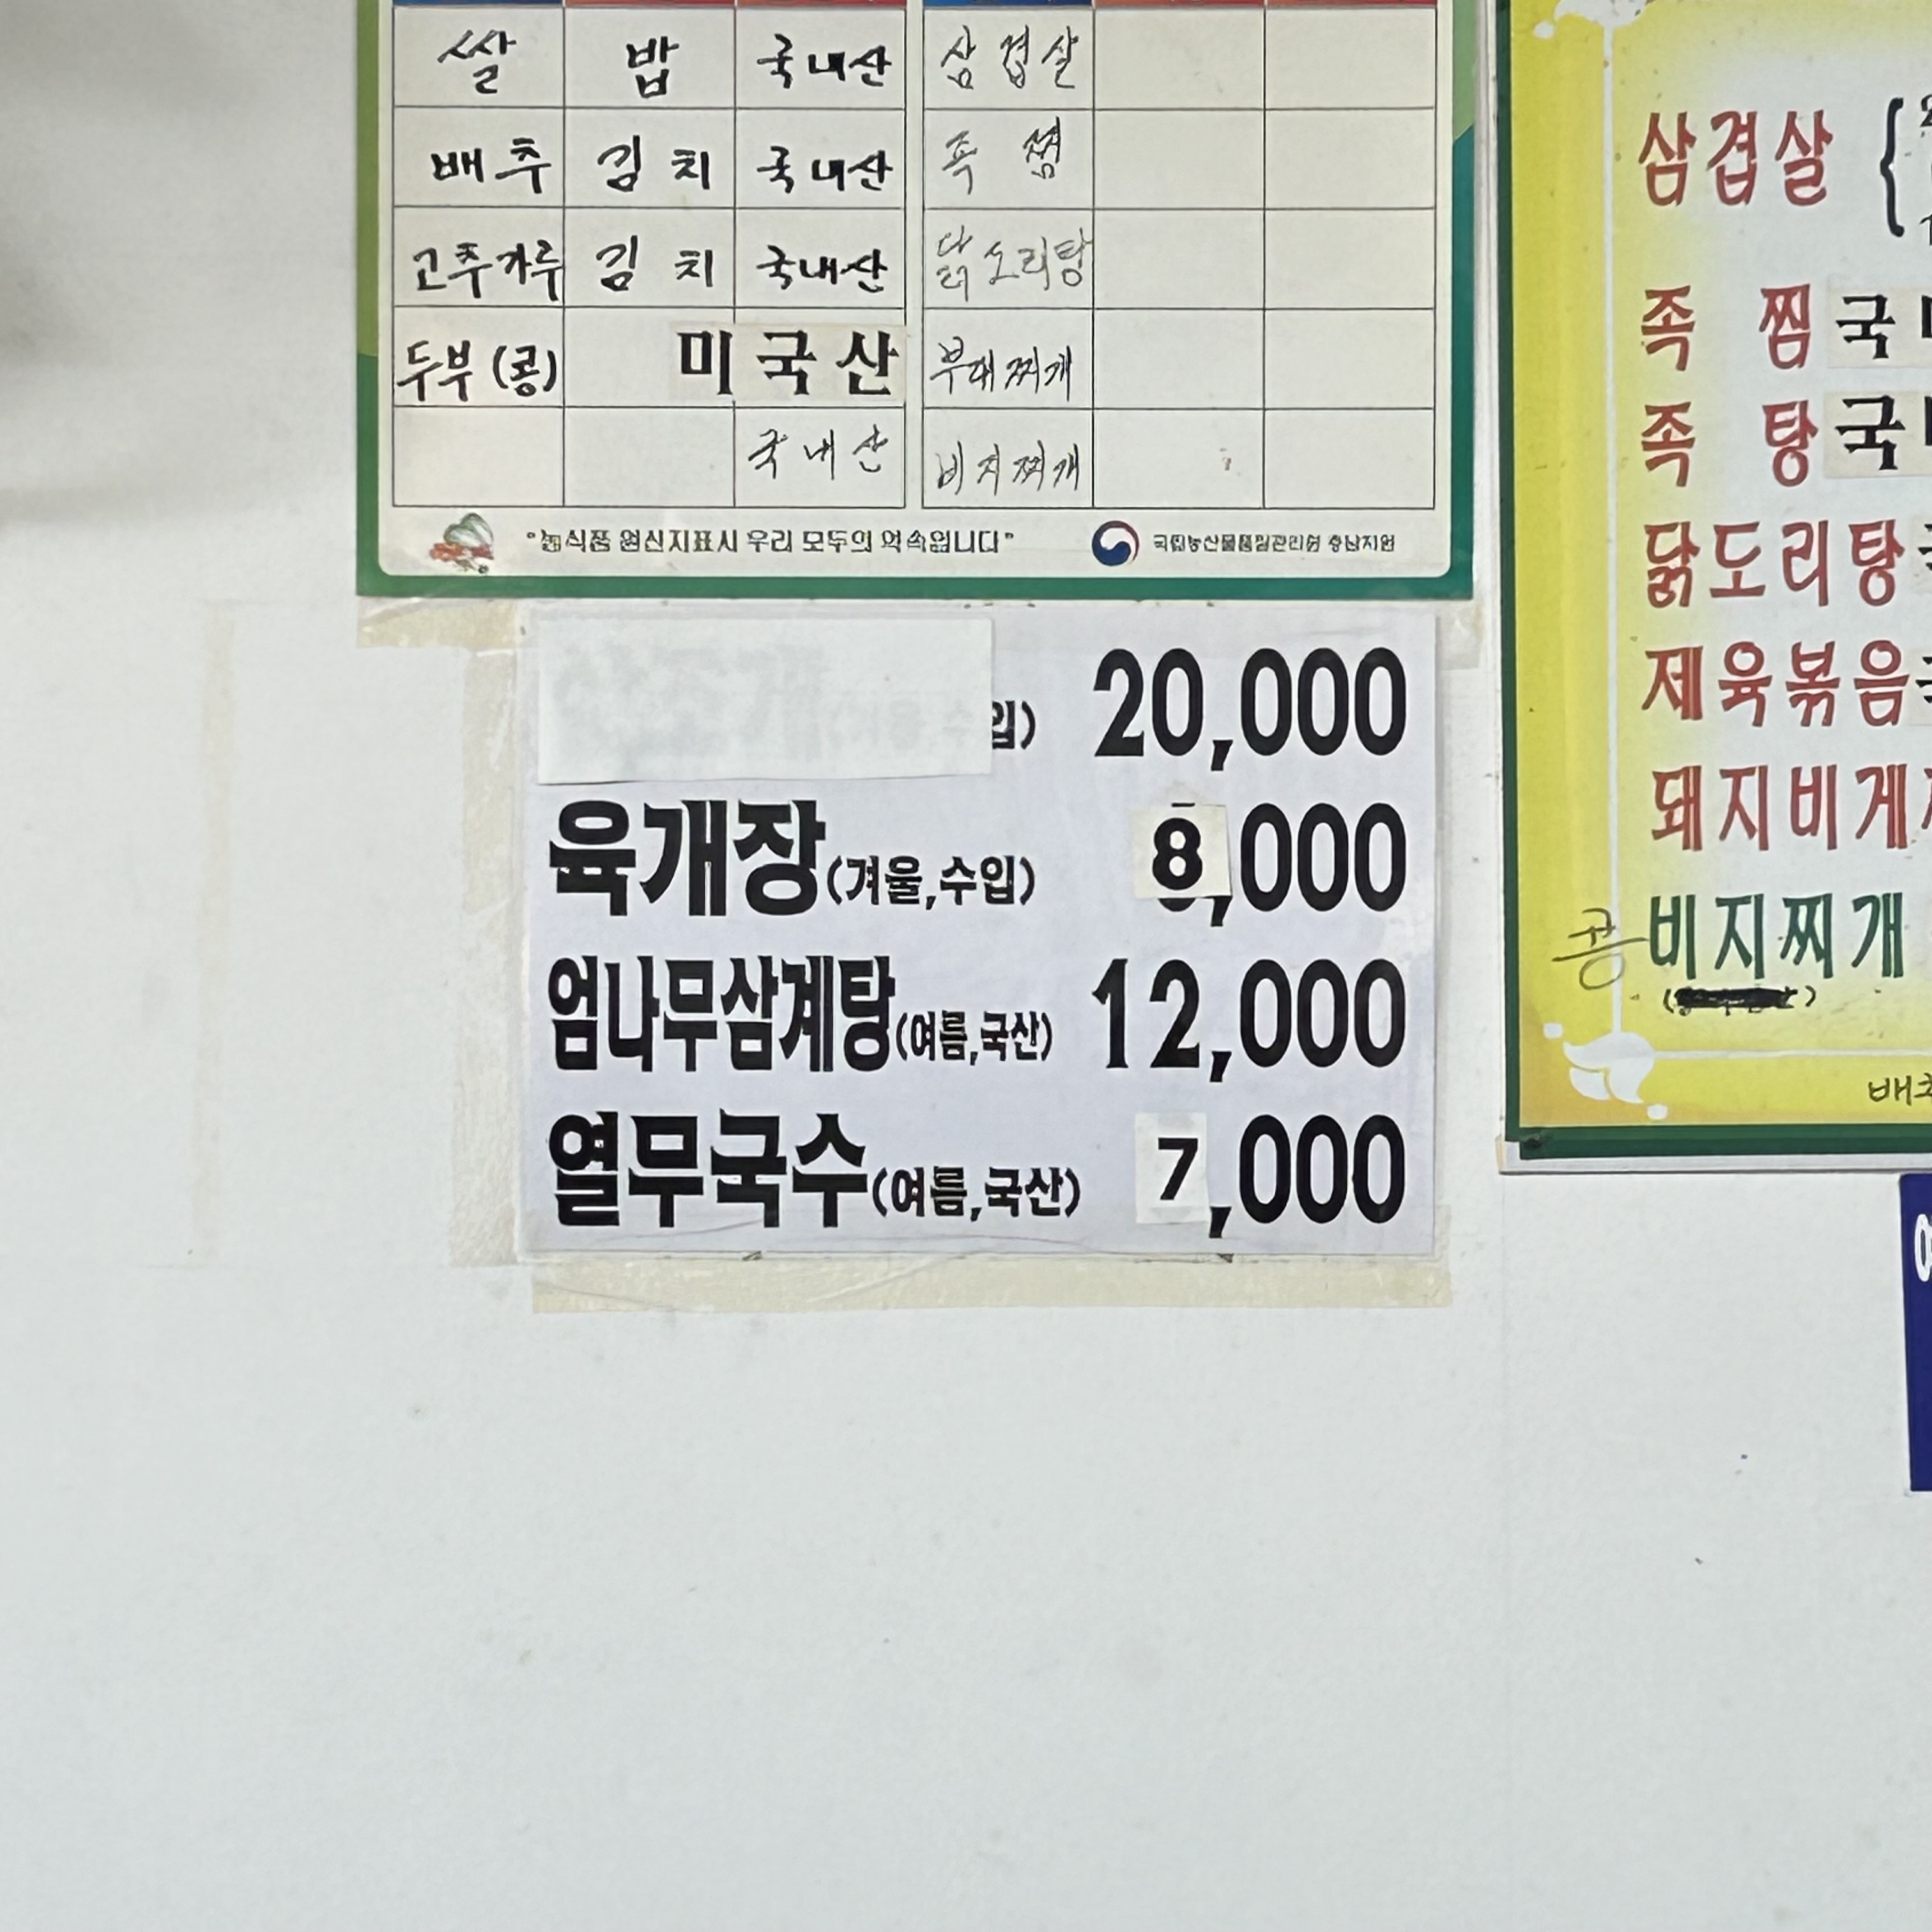 쌀 밥 국내산 삼겹살
배추 김치 국내산 족찜
고추가루 김치 국내산 닭도리탕
두부(콩) 미국산 부대찌개
국내산 비지찌개
"농식품 원산지표시 우리 모두의 약속입니다" 국립농산물품질관리원 충남지원
입) 20,000
육개장(겨울,수입) 8,000
엄나무삼계탕(여름,국산) 12,000
열무국수(여름,국산) 7,000
삼겹살 {
족 찜 국
족 탕 국
닭도리탕
제육볶음
돼지비게
콩 비지찌개
배추